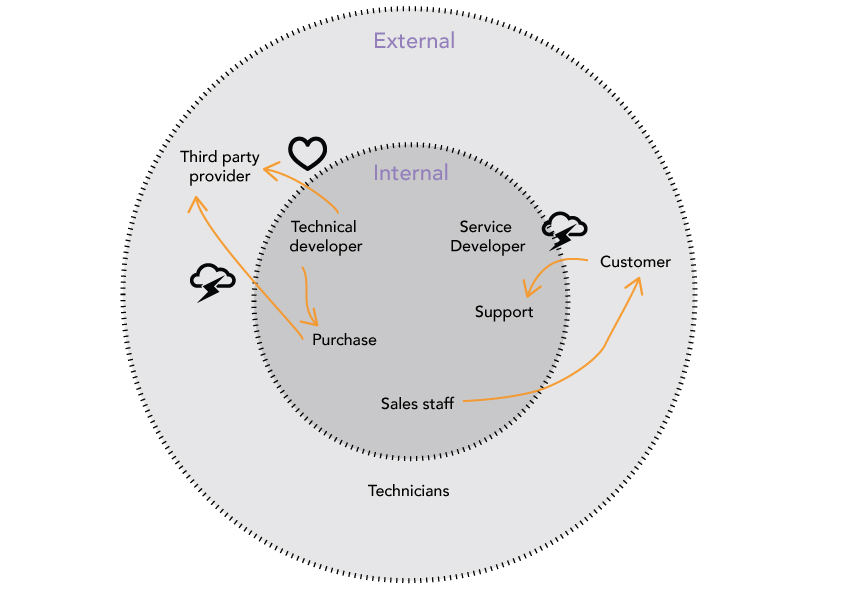 External
Third party
provider
Internal
Technical
developer
Service
Developer
Customer
Support
Purchase
Sales staff
Technicians